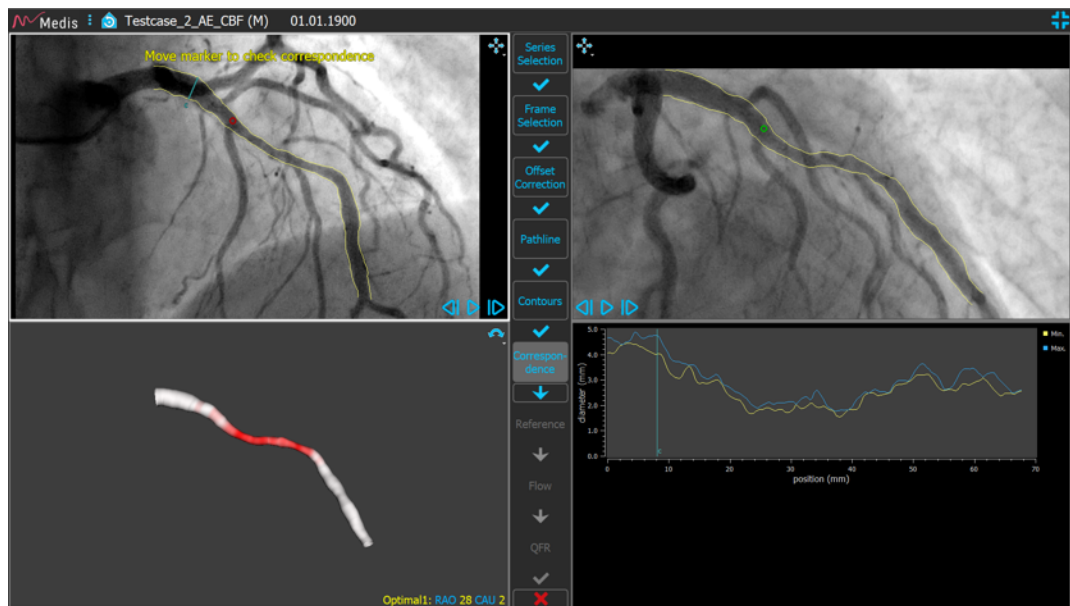 Medis
Testcase_2_AE_CBF (M)
01.01.1900
Move marker to check correspondence
Series
Selection
Frame
Selection
Offset
Correction
Pathline
Contours
Correspon-
dence
Reference
Flow
QFR
Optimal1: RAO 28 CAU 2
5.0
4.0
3.0
2.0
1.0
0.0
diameter (mm)
0 10 20 30 40 50 60 70
position (mm)
Min.
Max.